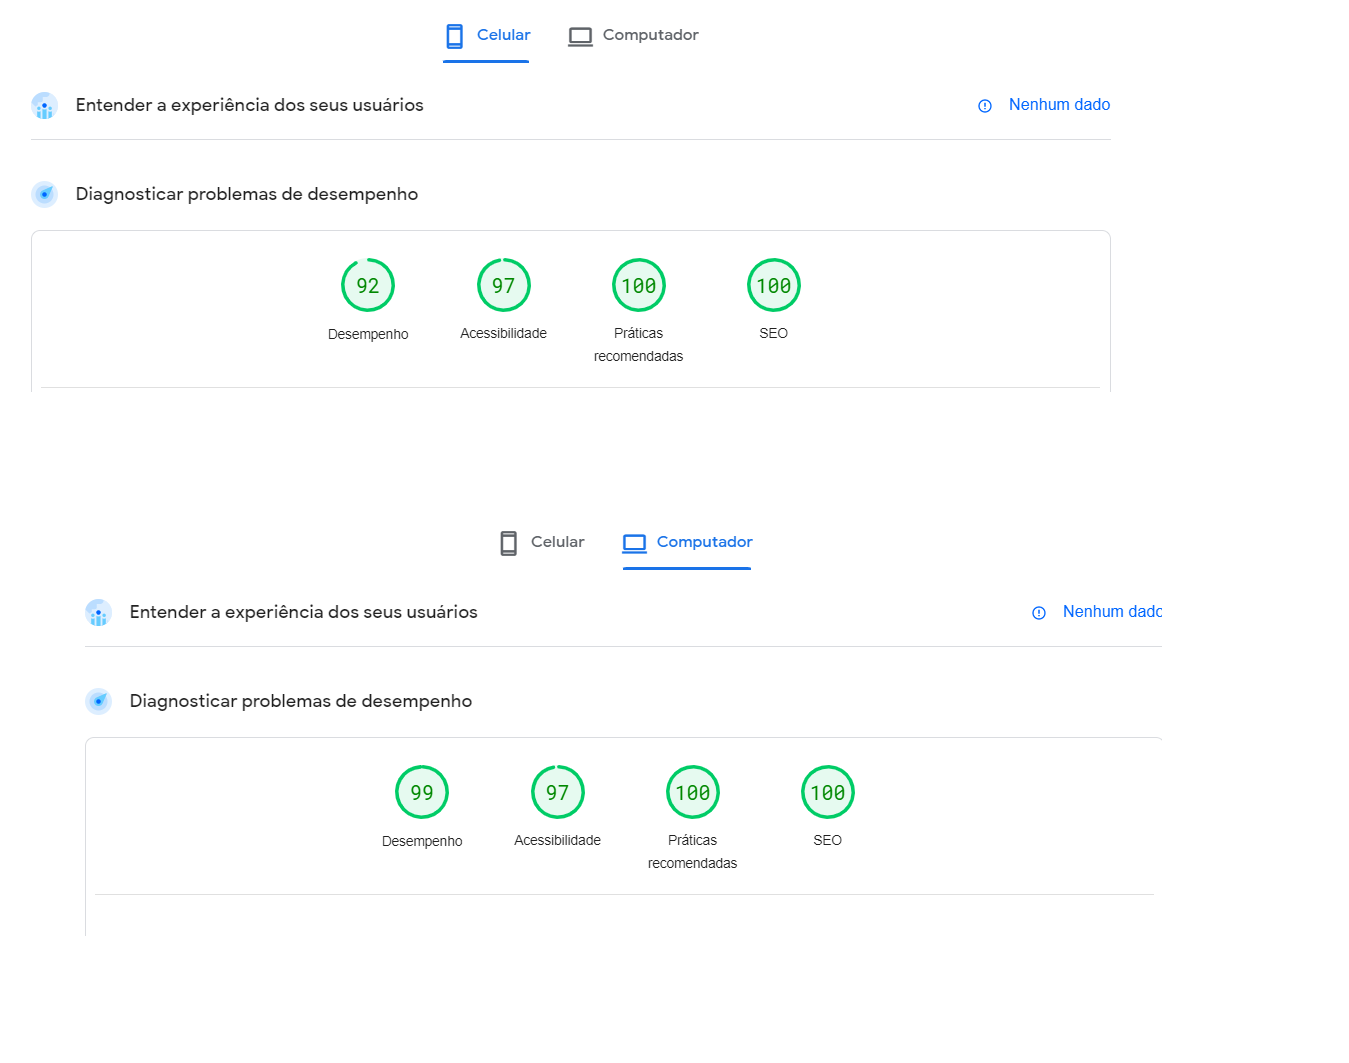 Celular Computador
Entender a experiência dos seus usuários Nenhum dado
Diagnosticar problemas de desempenho
92 97 100 100
Desempenho Acessibilidade Práticas recomendadas SEO
Celular Computador
Entender a experiência dos seus usuários Nenhum dado
Diagnosticar problemas de desempenho
99 97 100 100
Desempenho Acessibilidade Práticas recomendadas SEO